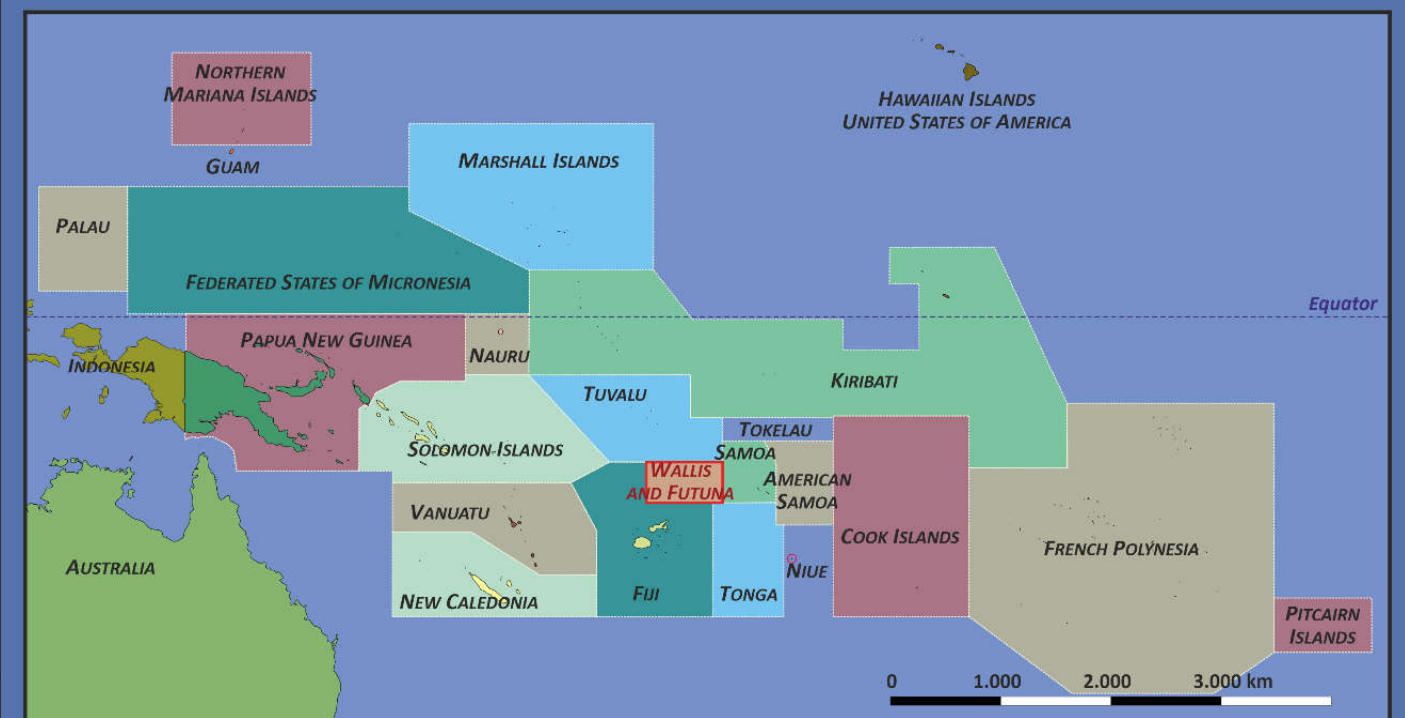 NORTHERN
MARIANA ISLANDS
GUAM
HAWAIIAN ISLANDS
UNITED STATES OF AMERICA
MARSHALL ISLANDS
PALAU
FEDERATED STATES OF MICRONESIA
Equator
PAPUA NEW GUINEA
NAURU
INDONESIA
KIRIBATI
TUVALU
TOKELAU
SOLOMON ISLANDS
SAMOA
WALLIS
AND FUTUNA
AMERICAN
SAMOA
VANUATU
COOK ISLANDS
FRENCH POLYNESIA
AUSTRALIA
NIUE
NEW CALEDONIA
FIJI
TONGA
PITCAIRN
ISLANDS
0 1.000 2.000 3.000 km